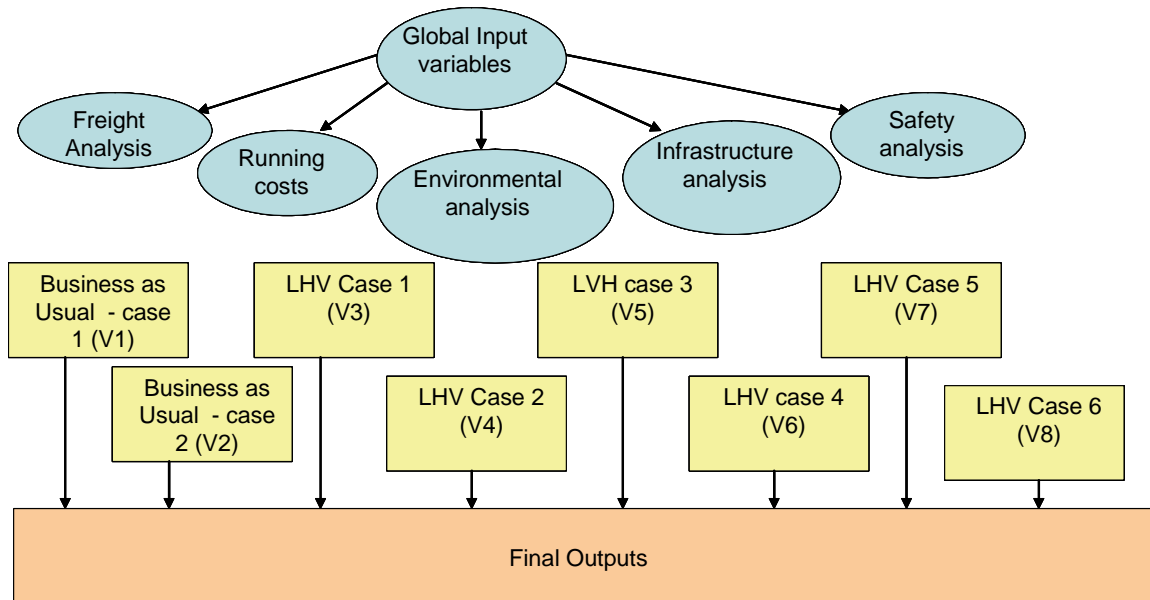 Global Input
variables
Freight
Analysis
Running
costs
Environmental
analysis
Infrastructure
analysis
Safety
analysis
Business as
Usual - case
1 (V1)
Business as
Usual - case
2 (V2)
LHV Case 1
(V3)
LHV Case 2
(V4)
LVH case 3
(V5)
LHV case 4
(V6)
LHV Case 5
(V7)
LHV Case 6
(V8)
Final Outputs